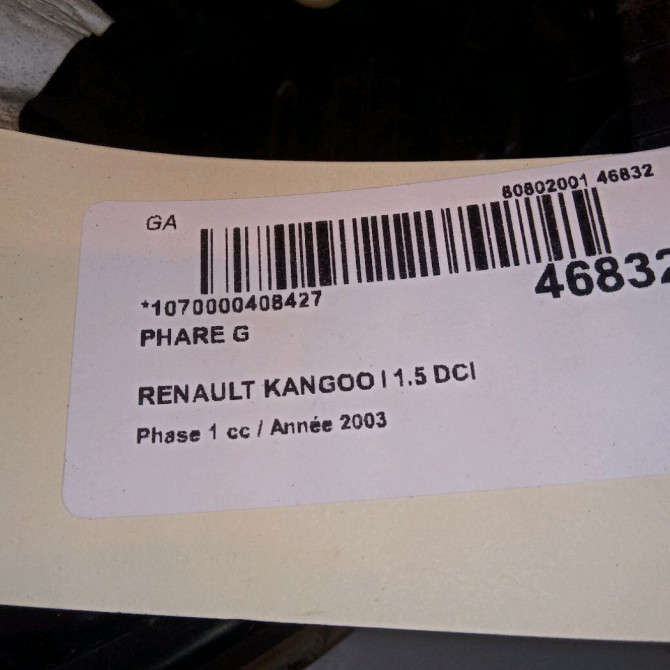 80802001 46832
GA
46832
*1070000408427
PHARE G
RENAULT KANGOO I 1.5 DCI
Phase 1 cc / Année 2003